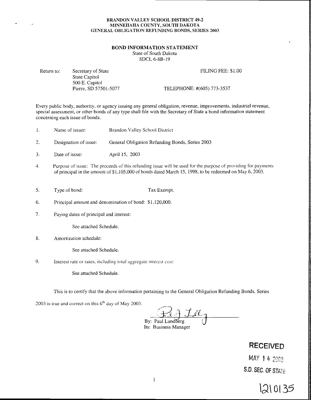 BRANDON VALLEY SCHOOL DISTRICT 49-2
MINNEHAHA COUNTY, SOUTH DAKOTA
GENERAL OBLIGATION REFUNDING BONDS, SERIES 2003
BOND INFORMATION STATEMENT
State of South Dakota
SDCL 6-8B-19
Return to: Secretary of State FILING FEE: $1.00
State Capitol
500 E. Capitol
Pierre, SD 57501-5077 TELEPHONE: #(605) 773-3537
Every public body, authority, or agency issuing any general obligation, revenue, improvements, industrial revenue,
special assessment, or other bonds of any type shall file with the Secretary of State a bond information statement
concerning each issue of bonds.
1. Name of issuer: Brandon Valley School District
2. Designation of issue: General Obligation Refunding Bonds, Series 2003
3. Date of issue: April 15, 2003
4. Purpose of issue: The proceeds of this refunding issue will be used for the purpose of providing for payments
of principal in the amount of $1,105,000 of bonds dated March 15, 1998, to be redeemed on May 6, 2003.
5. Type of bond: Tax Exempt.
6. Principal amount and denomination of bond: $1,120,000.
7. Paying dates of principal and interest:
See attached Schedule.
8. Amortization schedule:
See attached Schedule.
9. Interest rate or rates, including total aggregate interest cost:
See attached Schedule.
This is to certify that the above information pertaining to the General Obligation Refunding Bonds, Series
2003 is true and correct on this 6th day of May 2003.
By: Paul Lundberg
Its: Business Manager
RECEIVED
MAY 14 2003
S.D. SEC. OF STATE
1
1210135